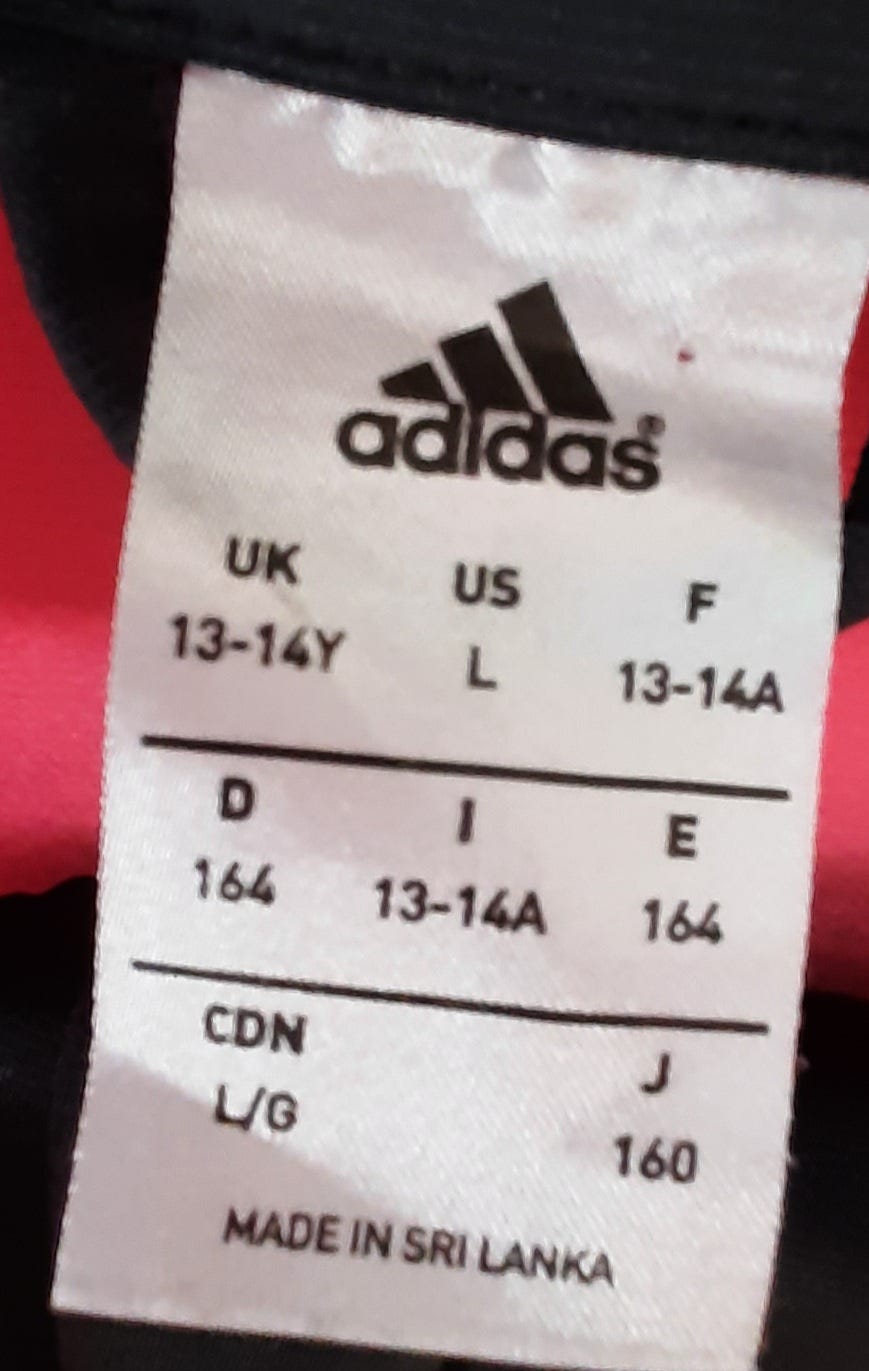 adidas®
UK US F
13-14Y L 13-14A
D I E
164 13-14A 164
CDN J
L/G 160
MADE IN SRI LANKA